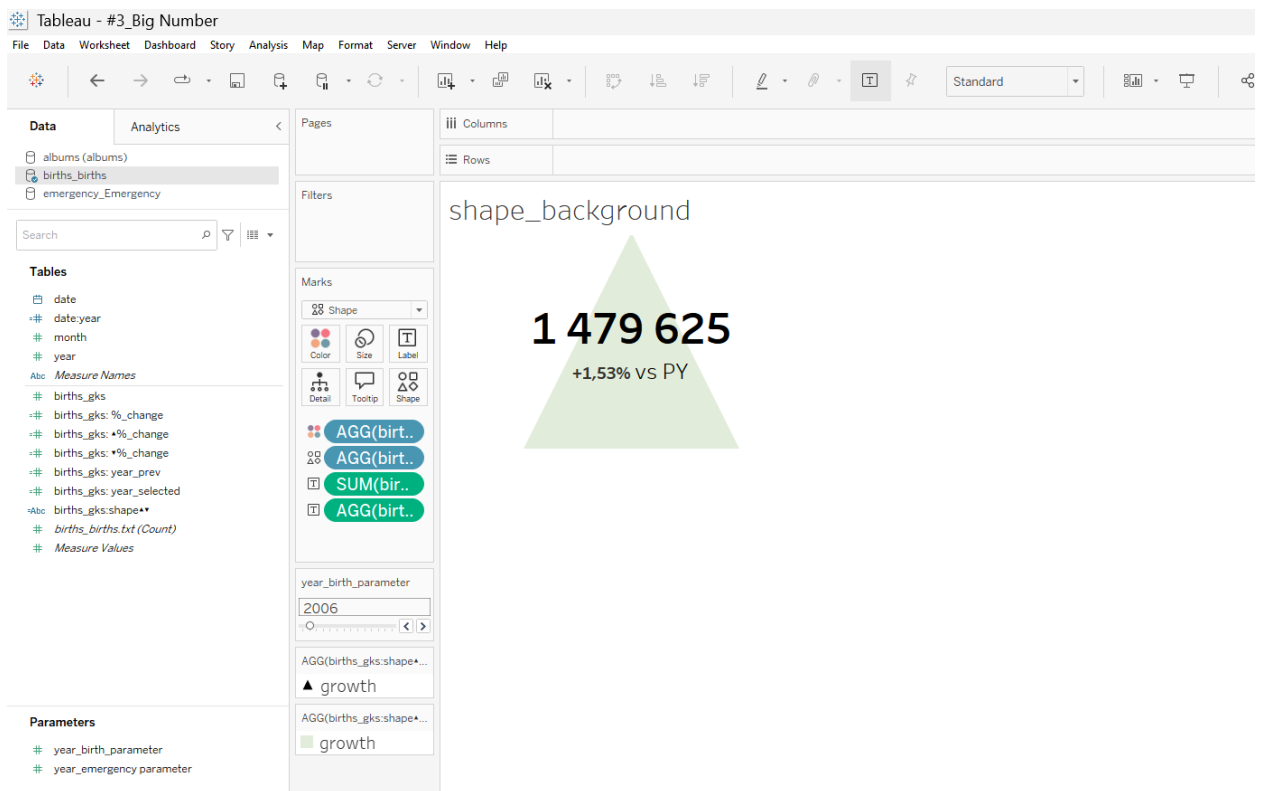 Tableau - #3_Big Number
File Data Worksheet Dashboard Story Analysis Map Format Server Window Help
Standard
Data Analytics
albums (albums)
births_births
emergency_Emergency
Search
Tables
date
date:year
month
year
Abc Measure Names
births_gks
births_gks: %_change
births_gks: ▲%_change
births_gks: ▼%_change
births_gks: year_prev
births_gks: year_selected
=Abc births_gks:shape▲▼
births_births.txt (Count)
Measure Values
Parameters
year_birth_parameter
year_emergency parameter
Pages
Filters
Marks
Shape
Color Size Label
Detail Tooltip Shape
AGG(birt..
AGG(birt..
SUM(bir..
AGG(birt..
year_birth_parameter
2006
AGG(births_gks:shape▲...
▲ growth
AGG(births_gks:shape▲...
growth
Columns
Rows
shape_background
1 479 625
+1,53% vs PY